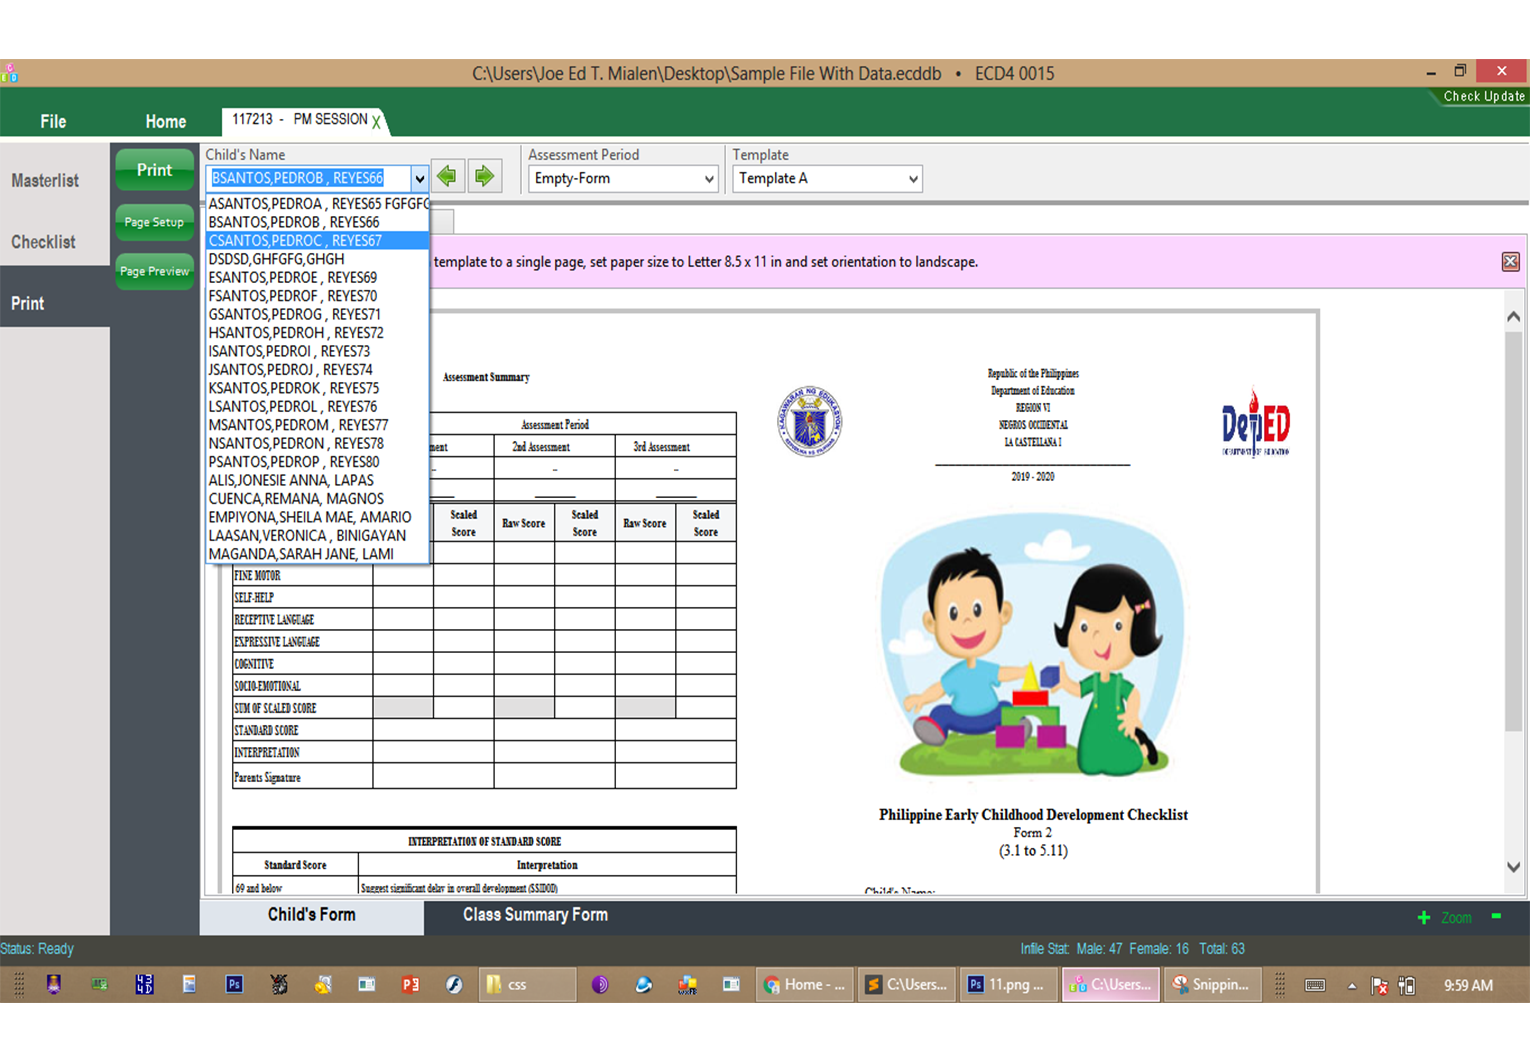 C:\Users\Joe Ed T. Mialen\Desktop\Sample File With Data.ecddb • ECD4 0015
Check Update
File
Home
117213 - PM SESSION X
Masterlist
Checklist
Print
Print
Page Setup
Page Preview
Child's Name
BSANTOS,PEDROB , REYES66
Assessment Period
Empty-Form
Template
Template A
ASANTOS,PEDROA , REYES65 FGFGFG
BSANTOS,PEDROB , REYES66
CSANTOS,PEDROC , REYES67
DSDSD,GHFGFG,GHGH
ESANTOS,PEDROE , REYES69
FSANTOS,PEDROF , REYES70
GSANTOS,PEDROG , REYES71
HSANTOS,PEDROH , REYES72
ISANTOS,PEDROI , REYES73
JSANTOS,PEDROJ , REYES74
KSANTOS,PEDROK , REYES75
LSANTOS,PEDROL , REYES76
MSANTOS,PEDROM , REYES77
NSANTOS,PEDRON , REYES78
PSANTOS,PEDROP , REYES80
ALIS,JONESIE ANNA, LAPAS
CUENCA,REMANA, MAGNOS
EMPIYONA,SHEILA MAE, AMARIO
LAASAN,VERONICA , BINIGAYAN
MAGANDA,SARAH JANE, LAMI
template to a single page, set paper size to Letter 8.5 x 11 in and set orientation to landscape.
Assessment Summary
Assessment Period
ment 2nd Assessment 3rd Assessment
– – –
Scaled Score Raw Score Scaled Score Raw Score Scaled Score
FINE MOTOR
SELF-HELP
RECEPTIVE LANGUAGE
EXPRESSIVE LANGUAGE
COGNITIVE
SOCIO-EMOTIONAL
SUM OF SCALED SCORE
STANDARD SCORE
INTERPRETATION
Parents Signature
INTERPRETATION OF STANDARD SCORE
Standard Score Interpretation
69 and below Suggest significant delay in overall development (SSDOD)
KAGAWARAN NG EDUKASYON
REPUBLIKA NG PILIPINAS
Republic of the Philippines
Department of Education
REGION VI
NEGROS OCCIDENTAL
LA CASTELLANA I
2019 - 2020
DepED
DEPARTMENT OF EDUCATION
Philippine Early Childhood Development Checklist
Form 2
(3.1 to 5.11)
Child's Name:
Child's Form
Class Summary Form
Zoom
Status: Ready
Infile Stat: Male: 47 Female: 16 Total: 63
css
Home - ...
C:\Users...
11.png ...
C:\Users...
Snippin...
9:59 AM